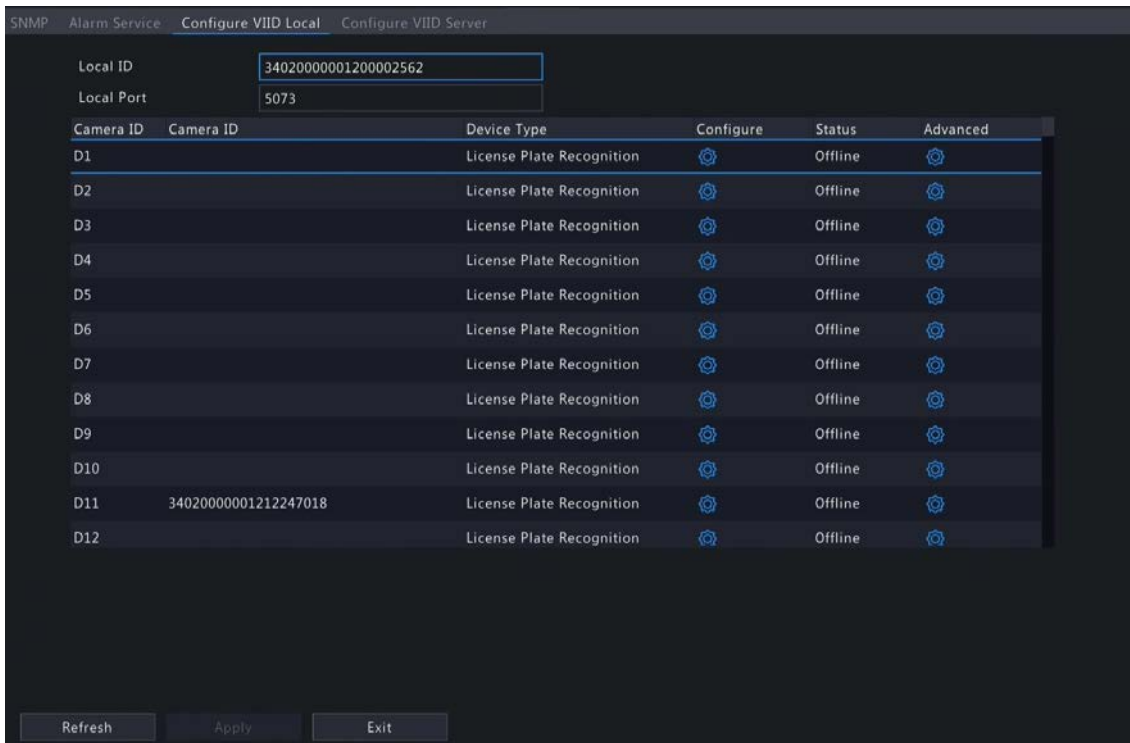 SNMP Alarm Service Configure VIID Local Configure VIID Server
Local ID 34020000001200002562
Local Port 5073
Camera ID Camera ID Device Type Configure Status Advanced
D1 License Plate Recognition Offline
D2 License Plate Recognition Offline
D3 License Plate Recognition Offline
D4 License Plate Recognition Offline
D5 License Plate Recognition Offline
D6 License Plate Recognition Offline
D7 License Plate Recognition Offline
D8 License Plate Recognition Offline
D9 License Plate Recognition Offline
D10 License Plate Recognition Offline
D11 34020000001212247018 License Plate Recognition Offline
D12 License Plate Recognition Offline
Refresh Apply Exit